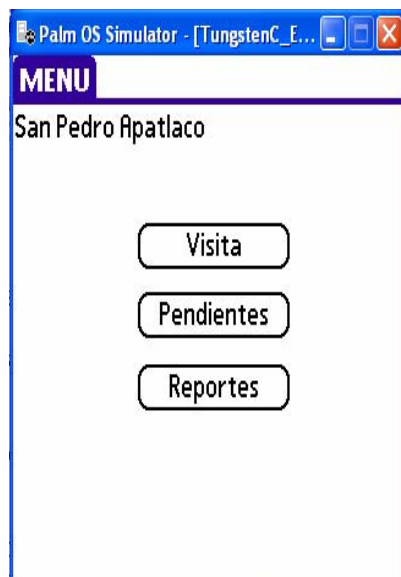 Palm OS Simulator - [TungstenC_E...
MENU
San Pedro Apatlaco
Visita
Pendientes
Reportes